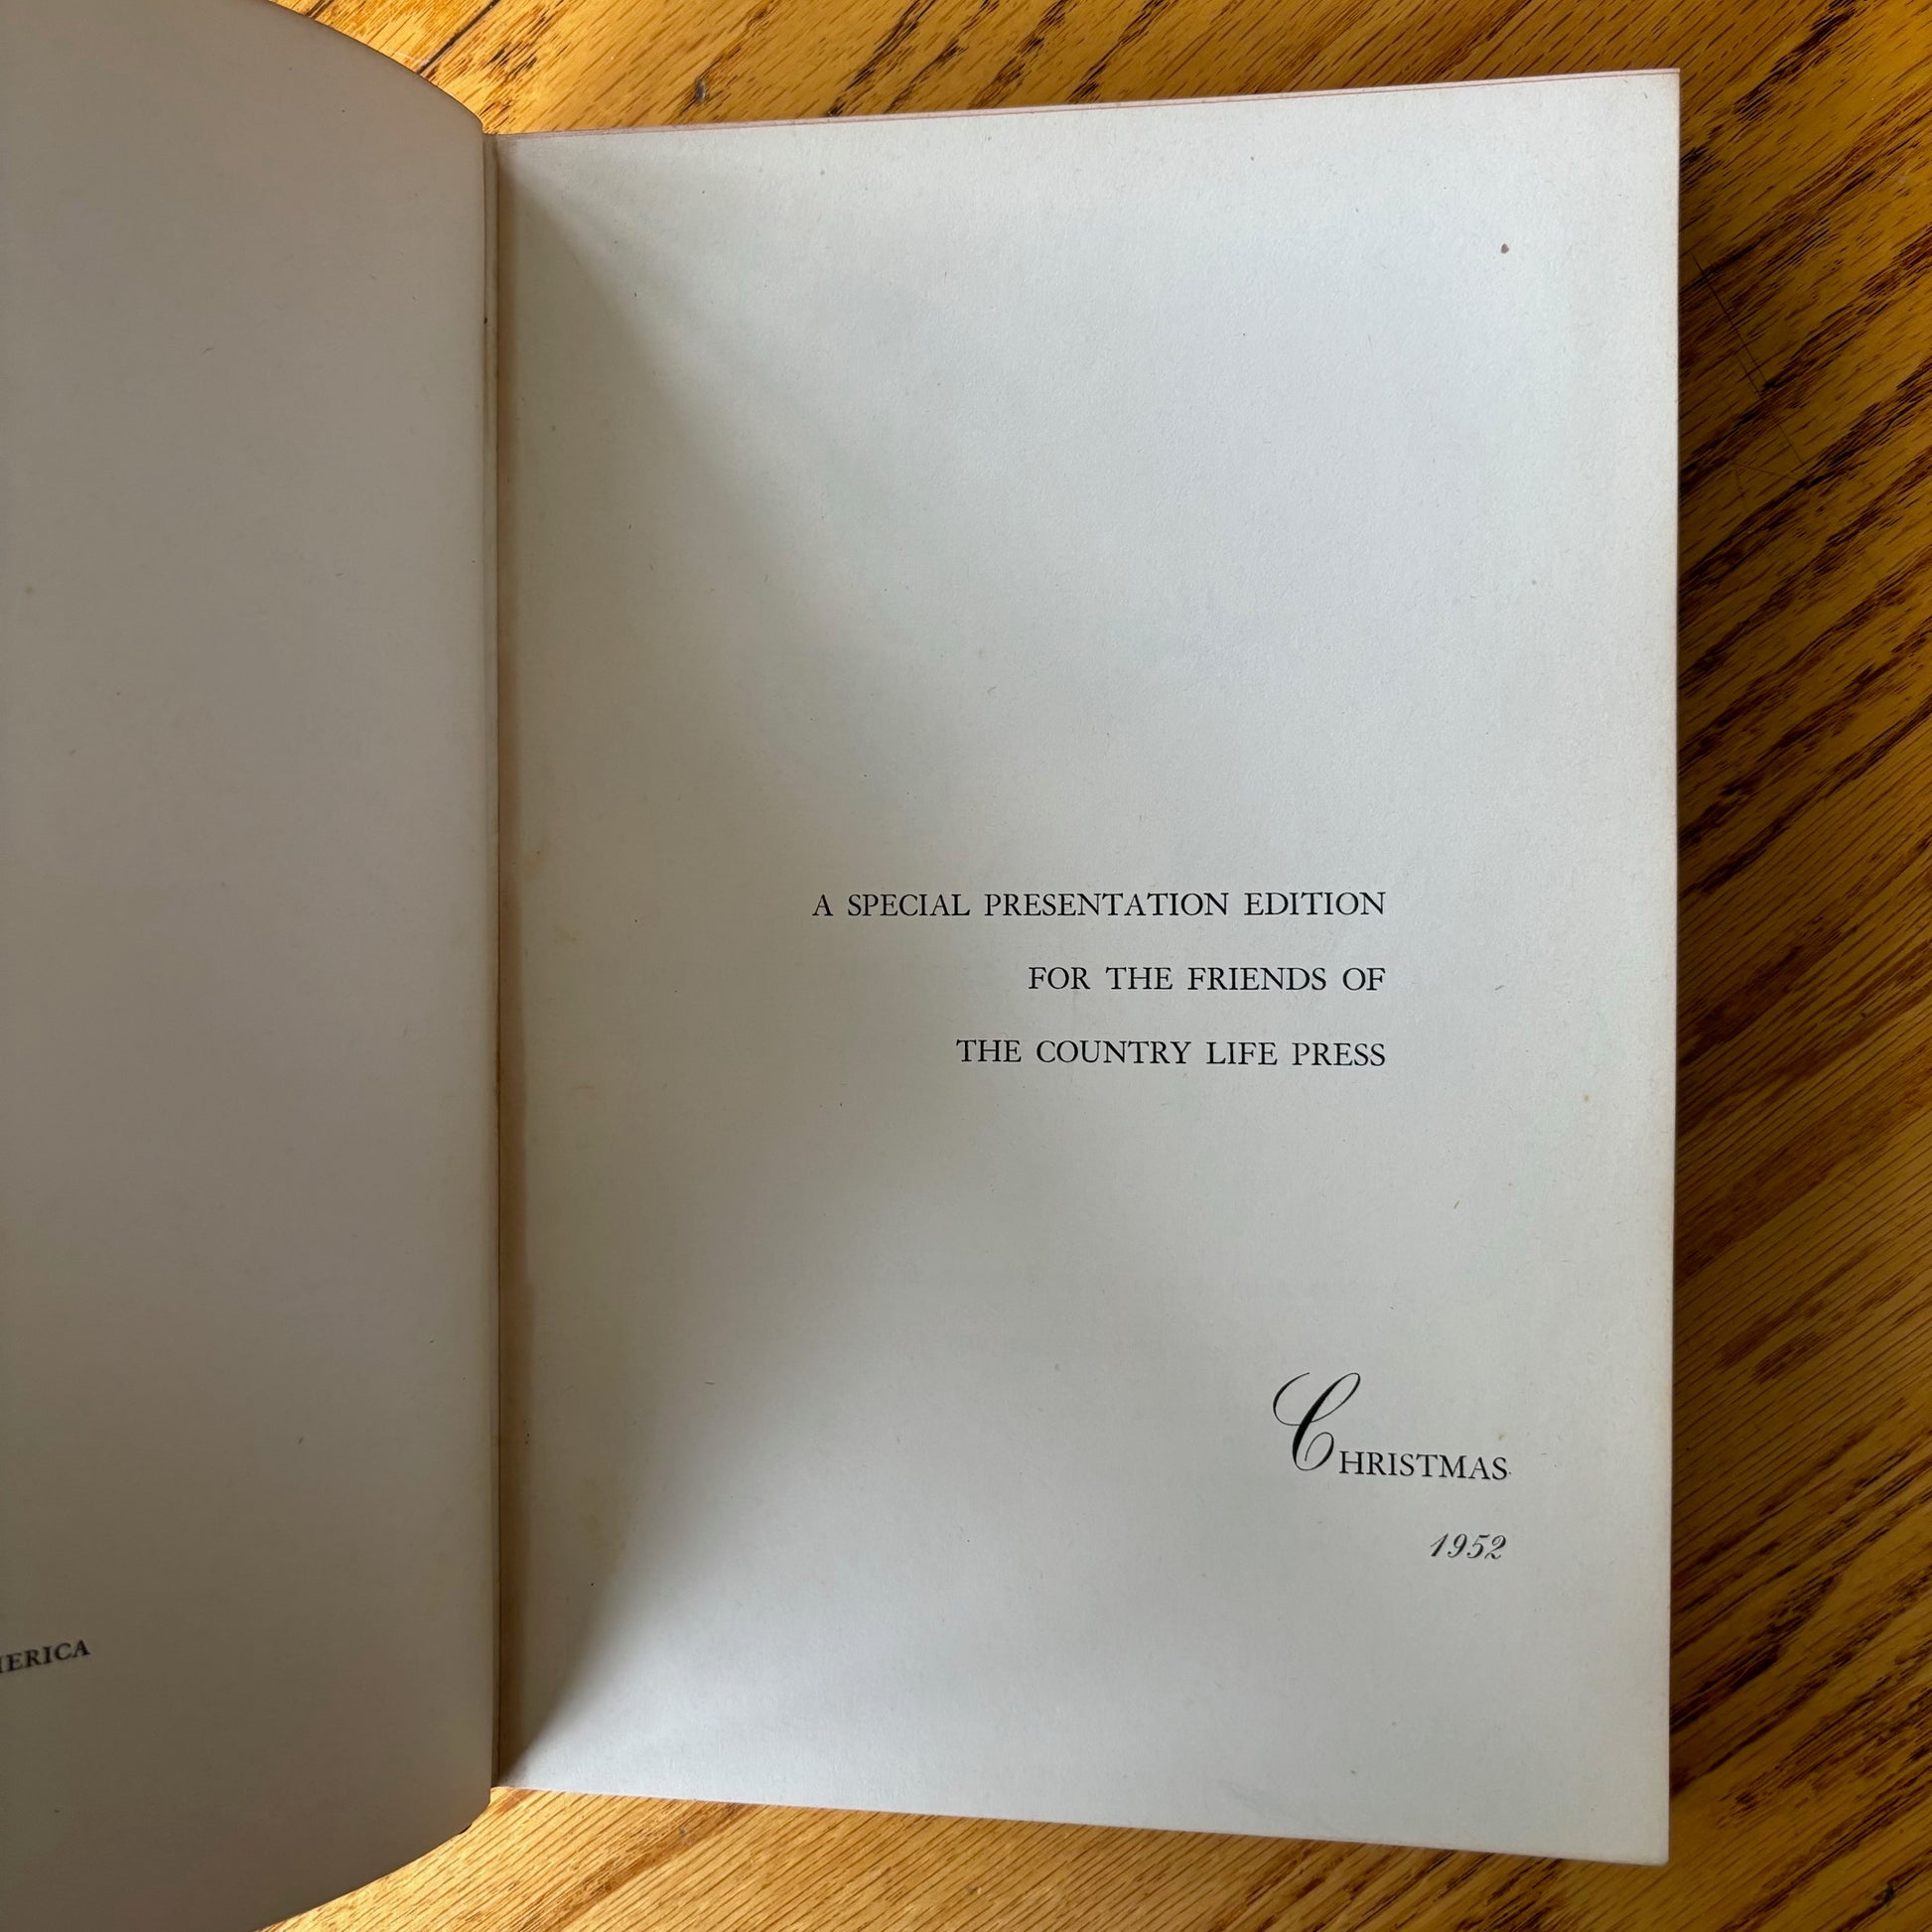 A SPECIAL PRESENTATION EDITION
FOR THE FRIENDS OF
THE COUNTRY LIFE PRESS
CHRISTMAS
1952